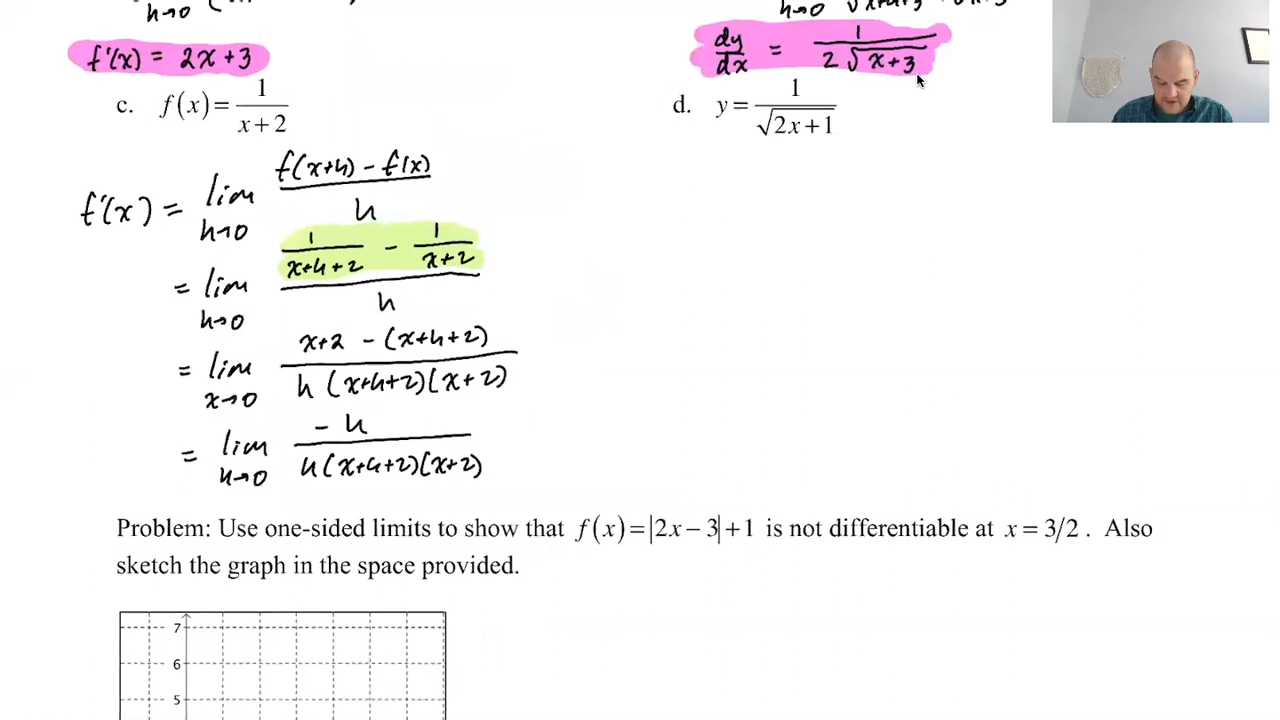 h→0
h→0
f'(x) = 2x+3
dy/dx = 1/(2√(x+3))
c. f(x) = 1/(x+2)
d. y = 1/√(2x+1)
f'(x) = lim h→0 (f(x+h) - f(x))/h
= lim h→0 (1/(x+h+2) - 1/(x+2))/h
= lim x→0 (x+2 - (x+h+2))/(h(x+h+2)(x+2))
= lim h→0 -h/(h(x+h+2)(x+2))
Problem: Use one-sided limits to show that f(x) = |2x-3|+1 is not differentiable at x = 3/2. Also
sketch the graph in the space provided.
7
6
5